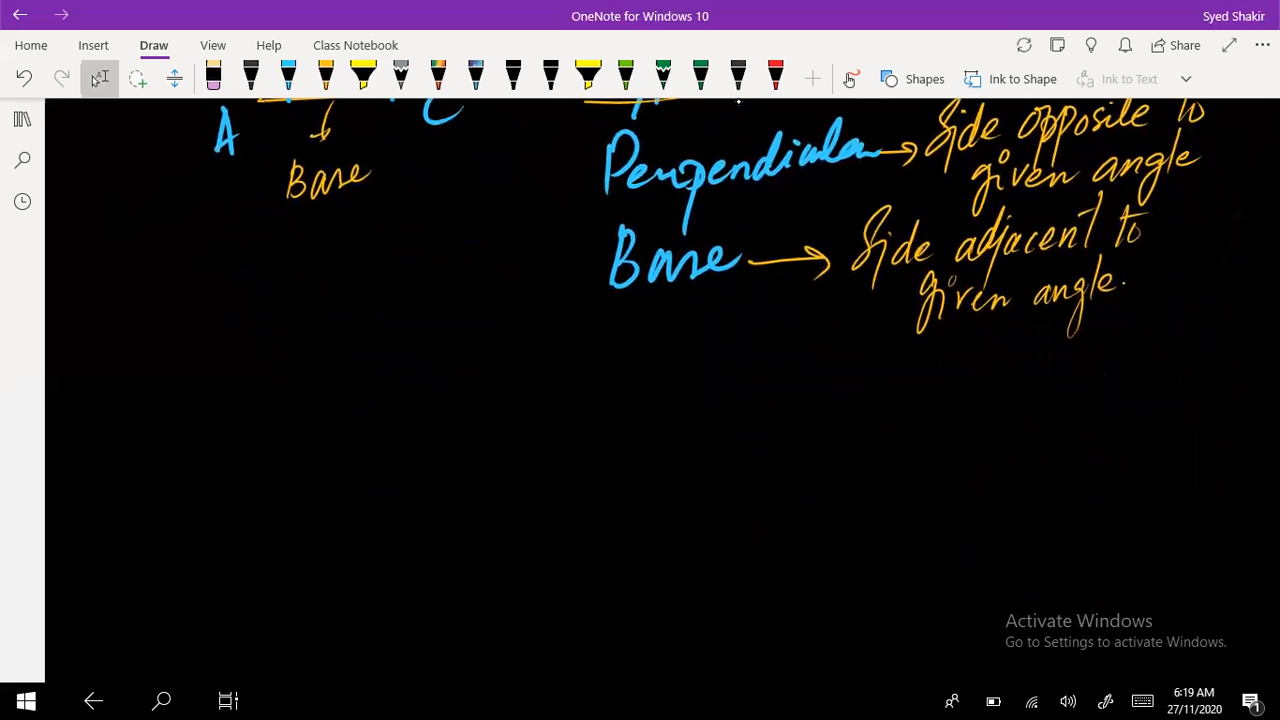 OneNote for Windows 10
Syed Shakir
Home Insert Draw View Help Class Notebook
Share
Shapes
Ink to Shape
Ink to Text
A
C
Base
Perpendicular
Side opposite to
given angle
Base
Side adjacent to
given angle.
Activate Windows
Go to Settings to activate Windows.
6:19 AM
27/11/2020
1